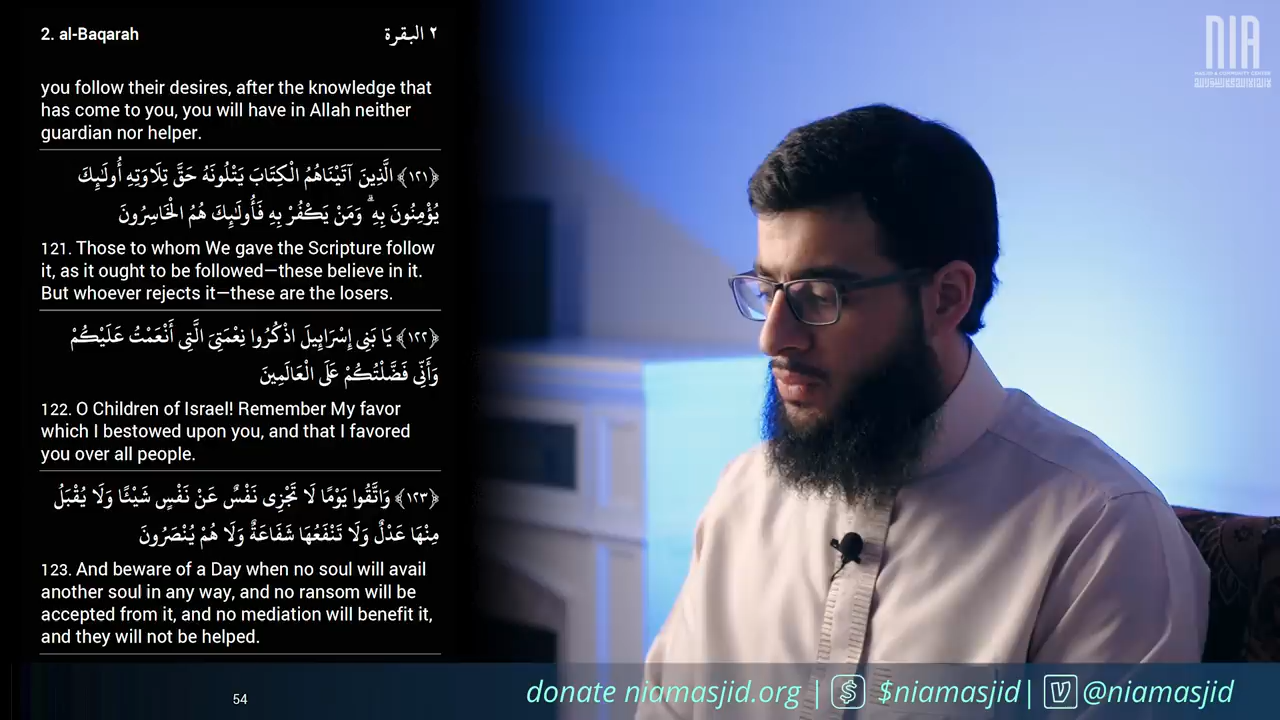 2. al-Baqarah
٢ البقرة
you follow their desires, after the knowledge that
has come to you, you will have in Allah neither
guardian nor helper.
﴿١٢١﴾ الَّذِينَ آتَيْنَاهُمُ الْكِتَابَ يَتْلُونَهُ حَقَّ تِلَاوَتِهِ أُولَـٰئِكَ
يُؤْمِنُونَ بِهِ ۗ وَمَنْ يَكْفُرْ بِهِ فَأُولَـٰئِكَ هُمُ الْخَاسِرُونَ
121. Those to whom We gave the Scripture follow
it, as it ought to be followed—these believe in it.
But whoever rejects it—these are the losers.
﴿١٢٢﴾ يَا بَنِي إِسْرَائِيلَ اذْكُرُوا نِعْمَتِيَ الَّتِي أَنْعَمْتُ عَلَيْكُمْ
وَأَنِّي فَضَّلْتُكُمْ عَلَى الْعَالَمِينَ
122. O Children of Israel! Remember My favor
which I bestowed upon you, and that I favored
you over all people.
﴿١٢٣﴾ وَاتَّقُوا يَوْمًا لَا تَجْزِي نَفْسٌ عَنْ نَفْسٍ شَيْئًا وَلَا يُقْبَلُ
مِنْهَا عَدْلٌ وَلَا تَنْفَعُهَا شَفَاعَةٌ وَلَا هُمْ يُنْصَرُونَ
123. And beware of a Day when no soul will avail
another soul in any way, and no ransom will be
accepted from it, and no mediation will benefit it,
and they will not be helped.
54
NIA
MASJID & COMMUNITY CENTER
donate niamasjid.org | $ $niamasjid| V @niamasjid